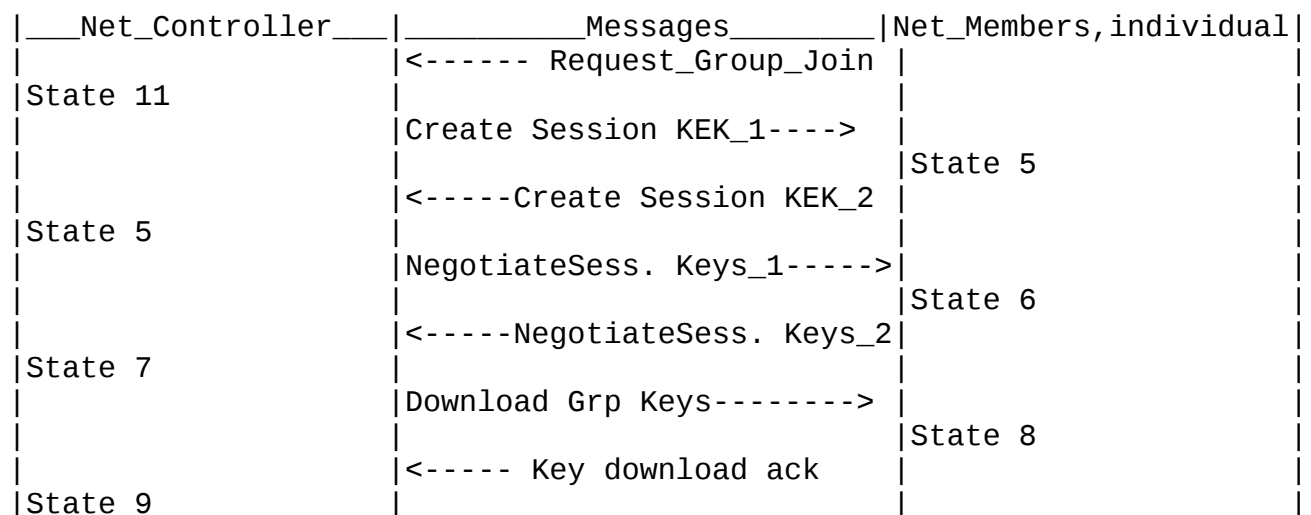 |___Net_Controller___|__________Messages________|Net_Members,individual|
|                    |<------ Request_Group_Join |                      |
|State 11            |                           |                      |
|                    |Create Session KEK_1---->  |                      |
|                    |                           |State 5               |
|                    |<-----Create Session KEK_2 |                      |
|State 5             |                           |                      |
|                    |NegotiateSess. Keys_1----->|                      |
|                    |                           |State 6               |
|                    |<-----NegotiateSess. Keys_2|                      |
|State 7             |                           |                      |
|                    |Download Grp Keys--------> |                      |
|                    |                           |State 8               |
|                    |<----- Key download ack    |                      |
|State 9             |                           |                      |